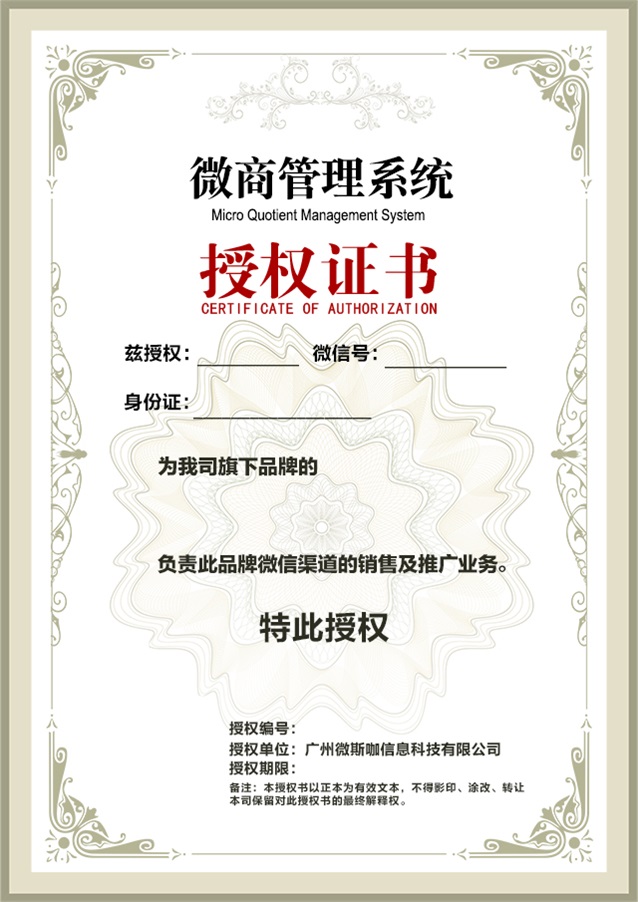 微商管理系统
Micro Quotient Management System
授权证书
CERTIFICATE OF AUTHORIZATION
兹授权： 微信号：
身份证：
为我司旗下品牌的
负责此品牌微信渠道的销售及推广业务。
特此授权
授权编号：
授权单位：广州微斯咖信息科技有限公司
授权期限：
备注：本授权书以正本为有效文本，不得影印、涂改、转让
本司保留对此授权书的最终解释权。